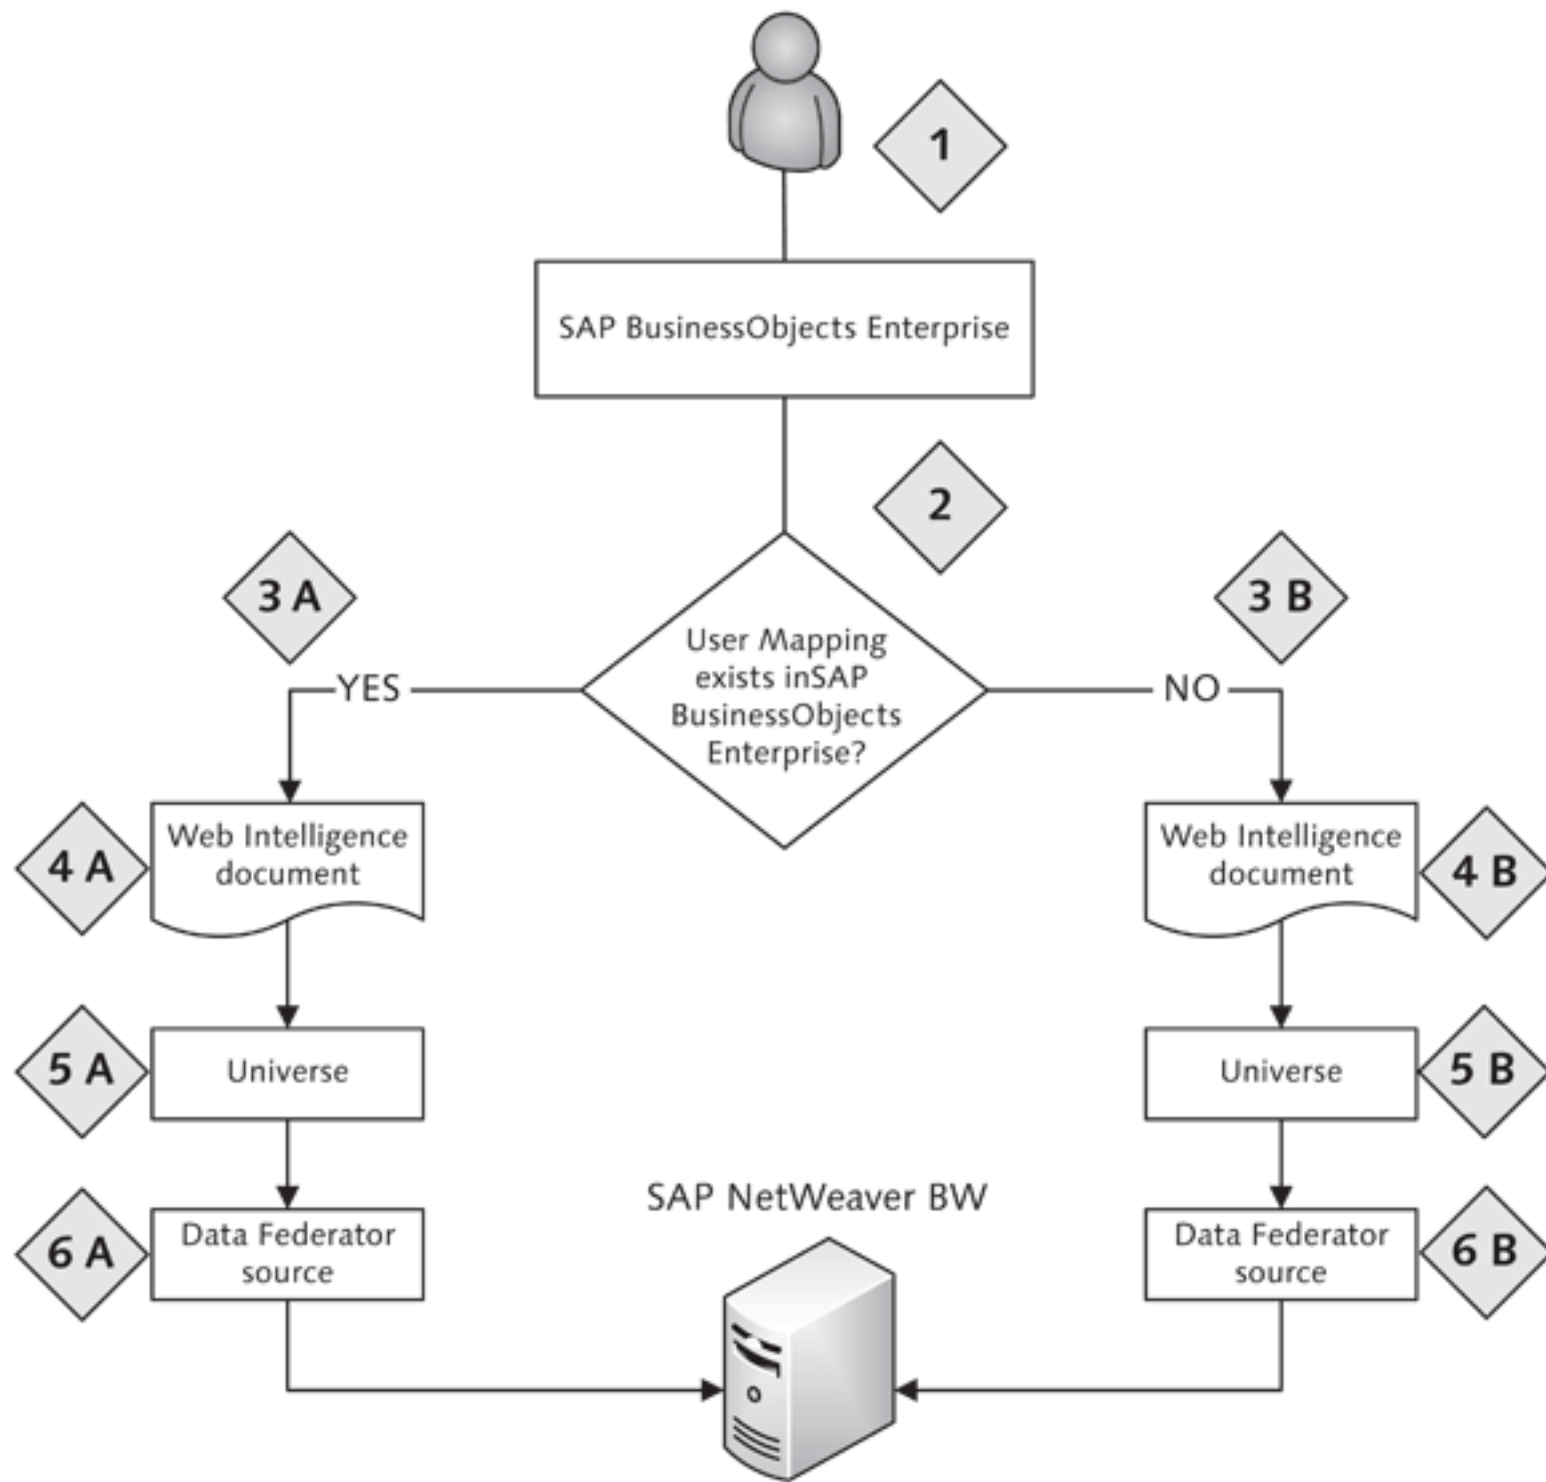 1
SAP BusinessObjects Enterprise
2
3 A
3 B
User Mapping
exists inSAP
BusinessObjects
Enterprise?
YES
NO
4 A
Web Intelligence
document
Web Intelligence
document
4 B
5 A
Universe
Universe
5 B
SAP NetWeaver BW
6 A
Data Federator
source
Data Federator
source
6 B